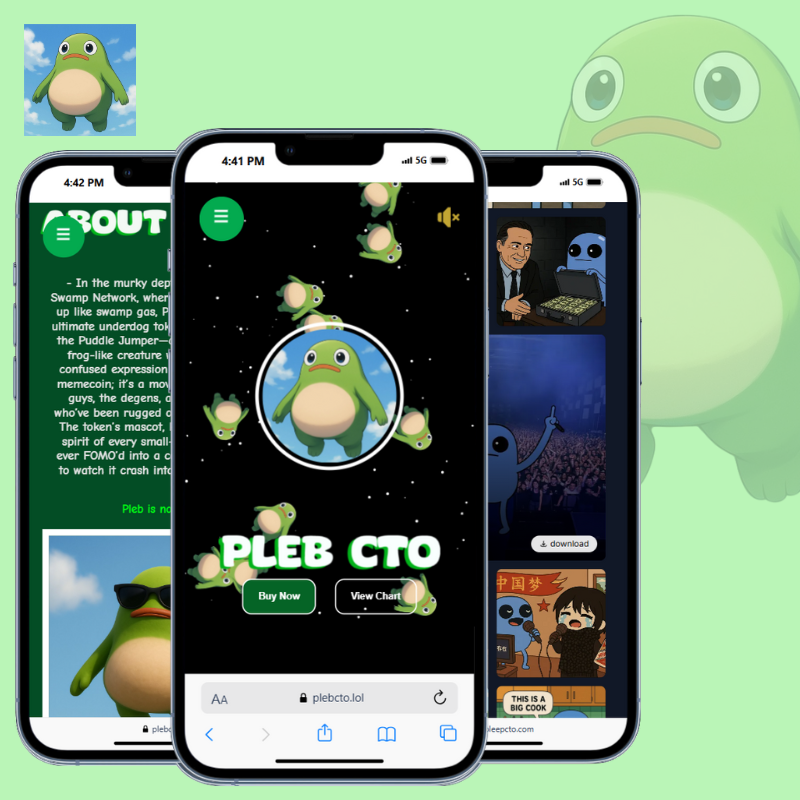 4:42 PM
ABOUT
- In the murky dep
Swamp Network, wher
up like swamp gas, P
ultimate underdog tok
the Puddle Jumper—
frog-like creature
confused expression
memecoin; it's a mov
guys, the degens, a
who've been rugged
The token's mascot,
spirit of every small-
ever FOMO'd into a c
to watch it crash into
Pleb is no
plebc
4:41 PM
5G
PLEB CTO
Buy Now
View Chart
AA
plebcto.lol
5G
download
中国梦
THIS IS A
BIG COOK
leepcto.com